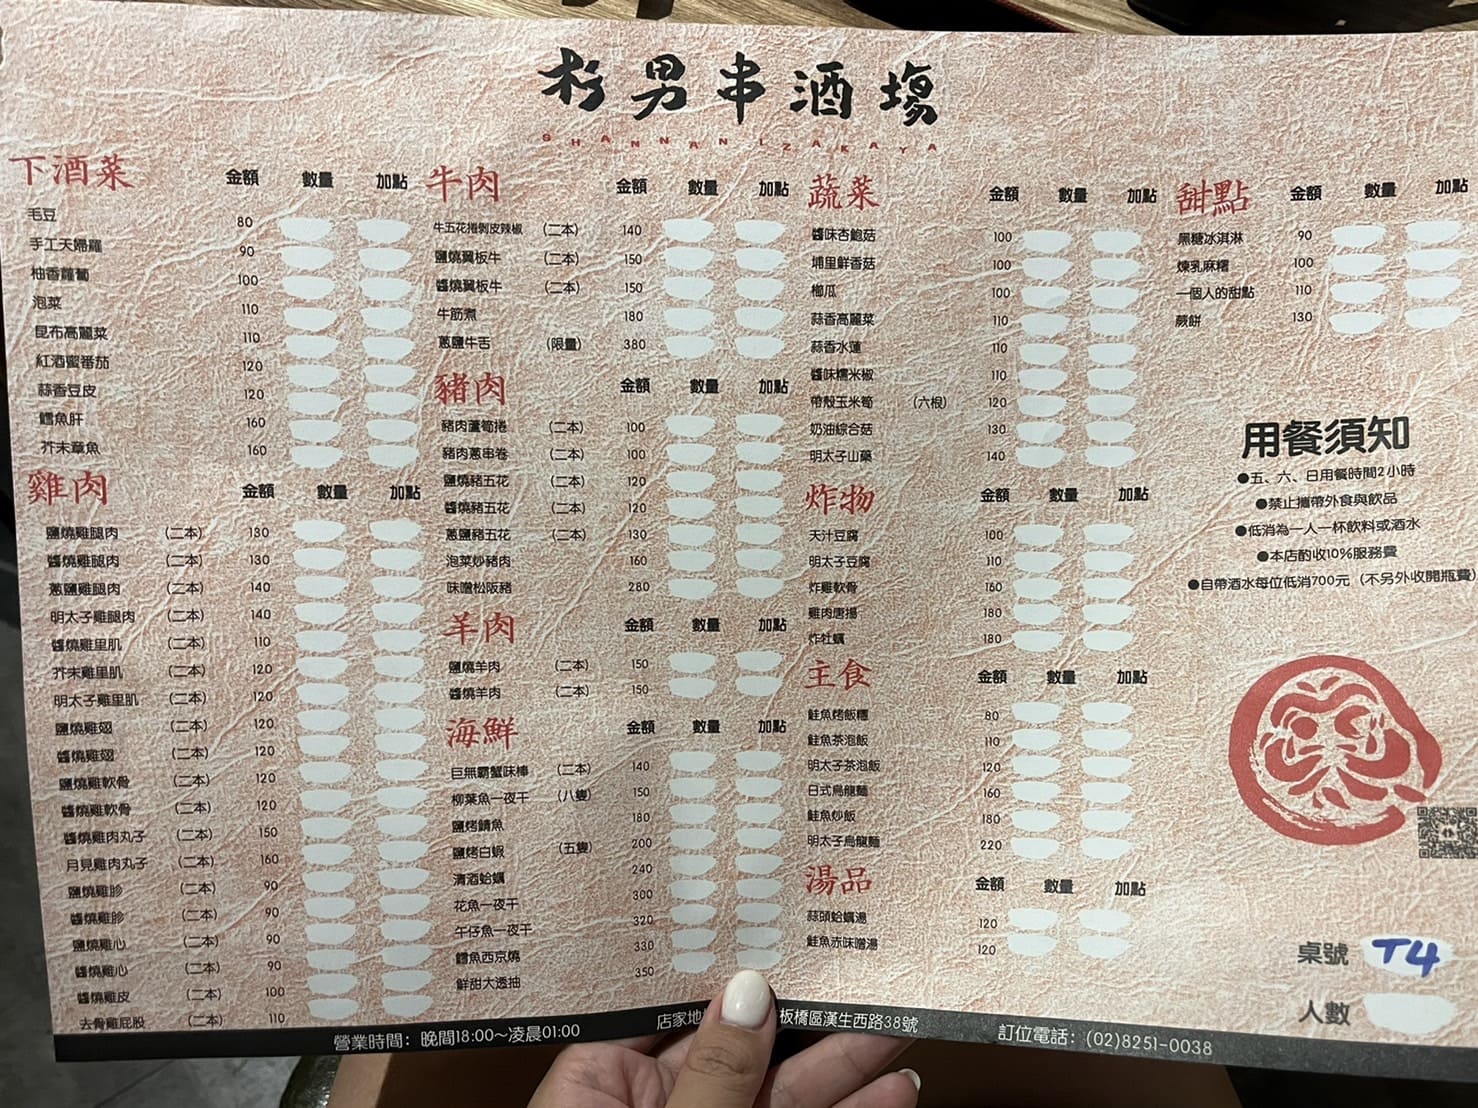 杉男串酒場
SHANNAN IZAKAYA
下酒菜 金額 數量 加點
毛豆 80
手工天婦羅 90
柚香蘿蔔 100
泡菜 110
昆布高麗菜 110
紅酒蜜番茄 120
蒜香豆皮 120
鱈魚肝 160
芥末章魚 160
雞肉 金額 數量 加點
鹽燒雞腿肉 (二本) 130
醬燒雞腿肉 (二本) 130
蔥鹽雞腿肉 (二本) 140
明太子雞腿肉 (二本) 140
醬燒雞里肌 (二本) 110
芥末雞里肌 (二本) 120
明太子雞里肌 (二本) 120
鹽燒雞翅 (二本) 120
醬燒雞翅 (二本) 120
鹽燒雞軟骨 (二本) 120
醬燒雞軟骨 (二本) 120
醬燒雞肉丸子 (二本) 150
月見雞肉丸子 (二本) 160
鹽燒雞胗 (二本) 90
醬燒雞胗 (二本) 90
鹽燒雞心 (二本) 90
醬燒雞心 (二本) 90
醬燒雞皮 (二本) 100
去骨雞屁股 (二本) 110
牛肉 金額 數量 加點
牛五花捲剝皮辣椒 (二本) 140
鹽燒翼板牛 (二本) 150
醬燒翼板牛 (二本) 150
牛筋煮 180
蔥鹽牛舌 (限量) 380
豬肉 金額 數量 加點
豬肉蘆筍捲 (二本) 100
豬肉蔥串卷 (二本) 100
鹽燒豬五花 (二本) 120
醬燒豬五花 (二本) 120
蔥鹽豬五花 (二本) 130
泡菜炒豬肉 160
味噌松阪豬 280
羊肉 金額 數量 加點
鹽燒羊肉 (二本) 150
醬燒羊肉 (二本) 150
海鮮 金額 數量 加點
巨無霸蟹味棒 (二本) 140
柳葉魚一夜干 (八隻) 150
鹽烤鯖魚 180
鹽烤白蝦 (五隻) 200
清酒蛤蠣 240
花魚一夜干 300
午仔魚一夜干 320
鱈魚西京燒 330
鮮甜大透抽 350
蔬菜 金額 數量 加點
醬味杏鮑菇 100
埔里鮮香菇 100
櫛瓜 100
蒜香高麗菜 110
蒜香水蓮 110
醬味糯米椒 110
帶殼玉米筍 (六根) 120
奶油綜合菇 130
明太子山藥 140
炸物 金額 數量 加點
天汁豆腐 100
明太子豆腐 110
炸雞軟骨 160
雞肉唐揚 180
炸牡蠣 180
主食 金額 數量 加點
鮭魚烤飯糰 80
鮭魚茶泡飯 110
明太子茶泡飯 120
日式烏龍麵 160
鮭魚炒飯 180
明太子烏龍麵 220
湯品 金額 數量 加點
蒜頭蛤蠣湯 120
鮭魚赤味噌湯 120
甜點 金額 數量 加點
黑糖冰淇淋 90
煉乳麻糬 100
一個人的甜點 110
蕨餅 130
用餐須知
●五、六、日用餐時間2小時
●禁止攜帶外食與飲品
●低消為一人一杯飲料或酒水
●本店酌收10%服務費
●自帶酒水每位低消700元(不另外收開瓶費)
桌號 T4
人數
營業時間：晚間18:00～凌晨01:00 店家地 板橋區漢生西路38號 訂位電話：(02)8251-0038